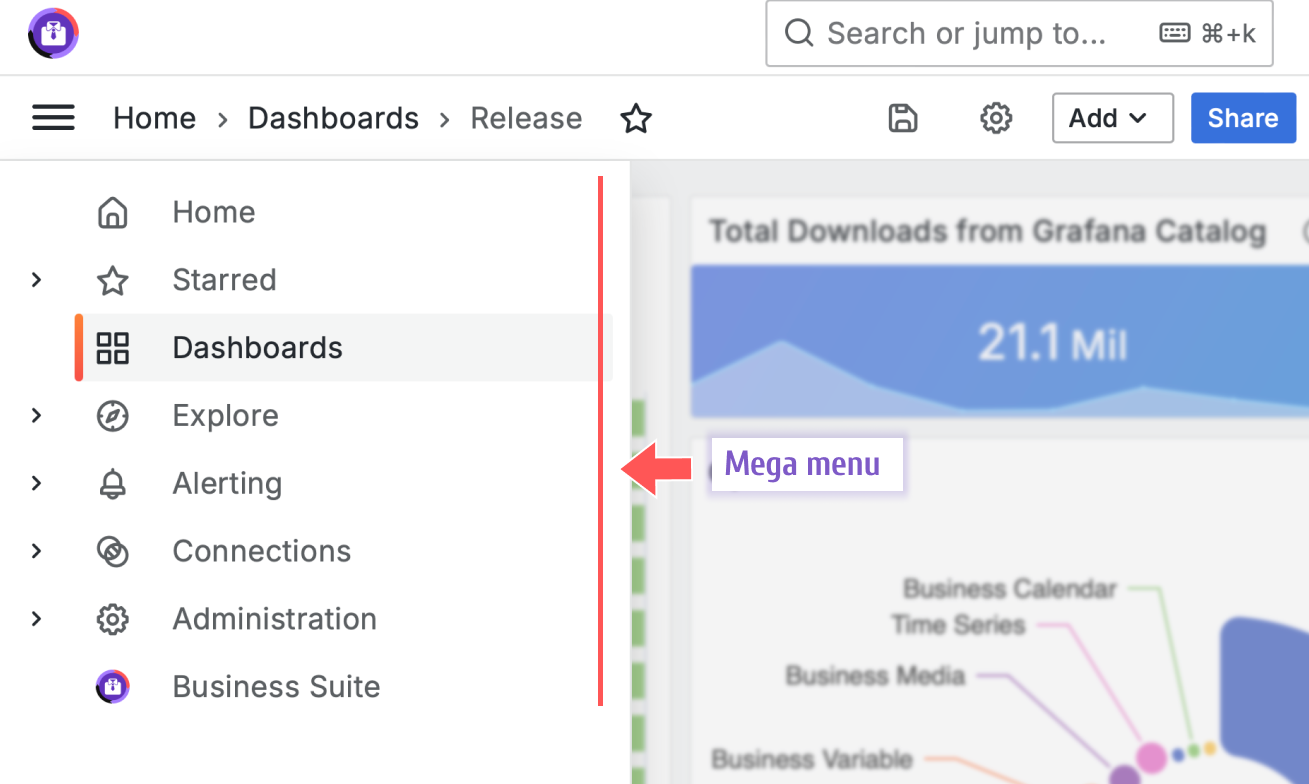 Search or jump to... ⌘+k
Home › Dashboards › Release
Add
Share
Home
Starred
Dashboards
Explore
Alerting
Connections
Administration
Business Suite
Total Downloads from Grafana Catalog
21.1 Mil
Mega menu
Business Calendar
Time Series
Business Media
Business Variable